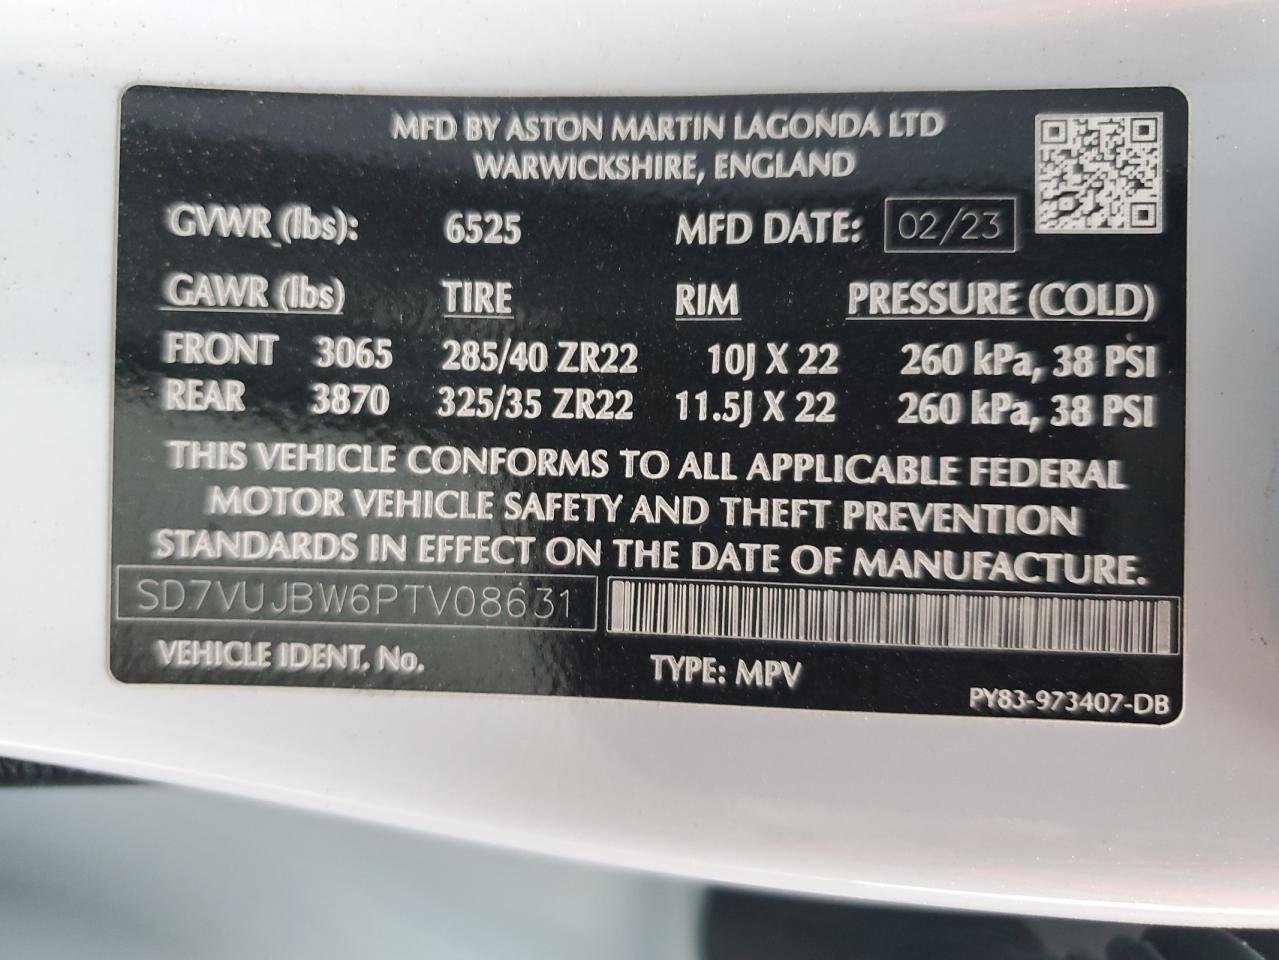 MFD BY ASTON MARTIN LAGONDA LTD
WARWICKSHIRE, ENGLAND
GVWR (lbs): 6525 MFD DATE: 02/23
GAWR (lbs) TIRE RIM PRESSURE (COLD)
FRONT 3065 285/40 ZR22 10J X 22 260 kPa, 38 PSI
REAR 3870 325/35 ZR22 11.5J X 22 260 kPa, 38 PSI
THIS VEHICLE CONFORMS TO ALL APPLICABLE FEDERAL
MOTOR VEHICLE SAFETY AND THEFT PREVENTION
STANDARDS IN EFFECT ON THE DATE OF MANUFACTURE.
SD7VUJBW6PTV08631
VEHICLE IDENT. No. TYPE: MPV
PY83-973407-DB